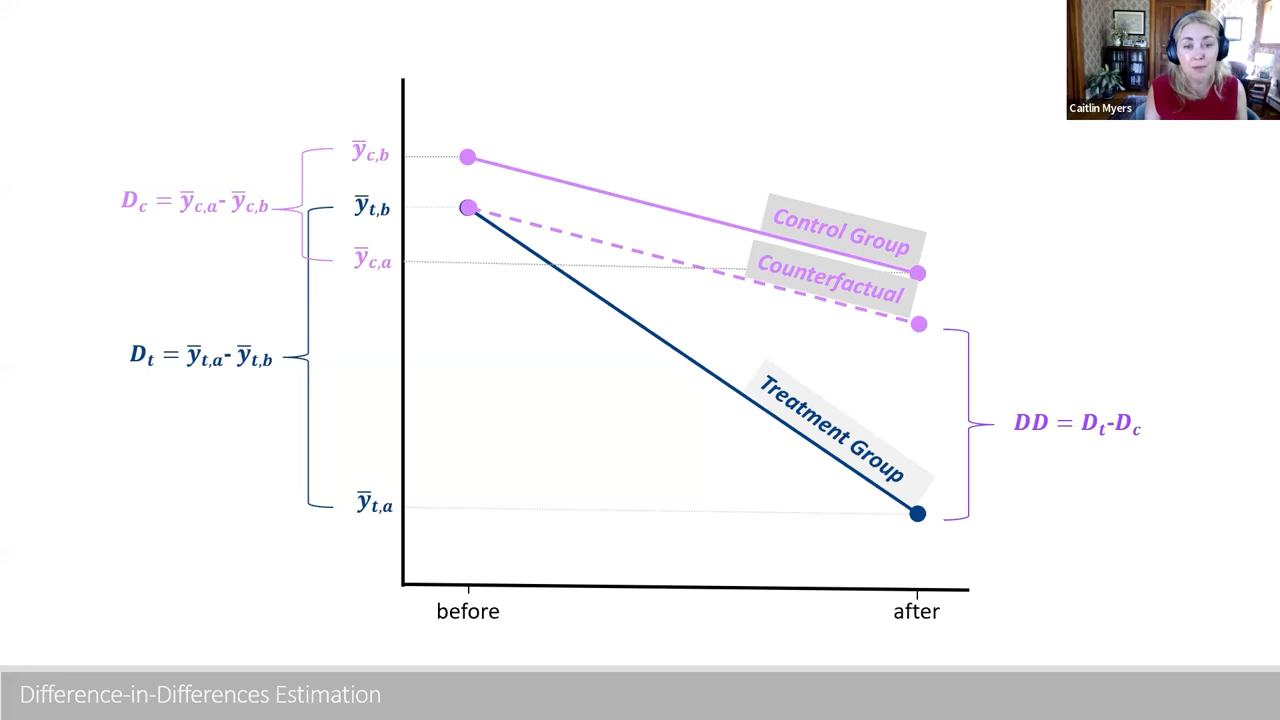 Caitlin Myers
ȳc,b
Dc = ȳc,a- ȳc,b
ȳt,b
Control Group
ȳc,a
Counterfactual
Dt = ȳt,a- ȳt,b
Treatment Group
DD = Dt-Dc
ȳt,a
before
after
Difference-in-Differences Estimation